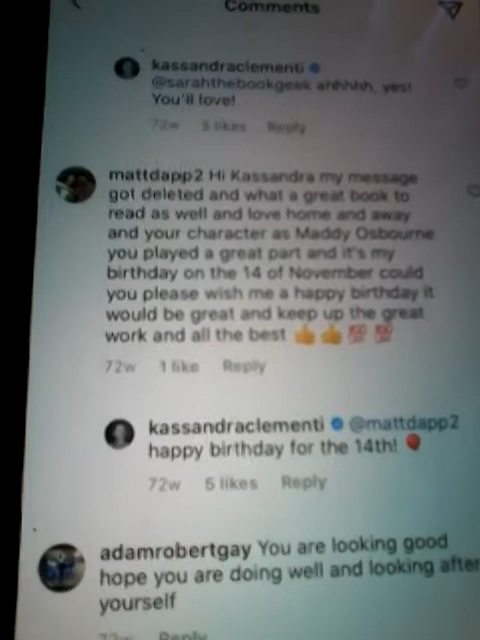 Comments
kassandraclementi
@sarahthebookgeek ahhhhh, yes!
You'll love!
72w 5 likes Reply
mattdapp2 Hi Kassandra my message
got deleted and what a great book to
read as well and love home and away
and your character as Maddy Osbourne
you played a great part and it's my
birthday on the 14 of November could
you please wish me a happy birthday it
would be great and keep up the great
work and all the best 👍👍💯💯
72w 1 like Reply
kassandraclementi @mattdapp2
happy birthday for the 14th! 🎈
72w 5 likes Reply
adamrobertgay You are looking good
hope you are doing well and looking after
yourself
72w Reply